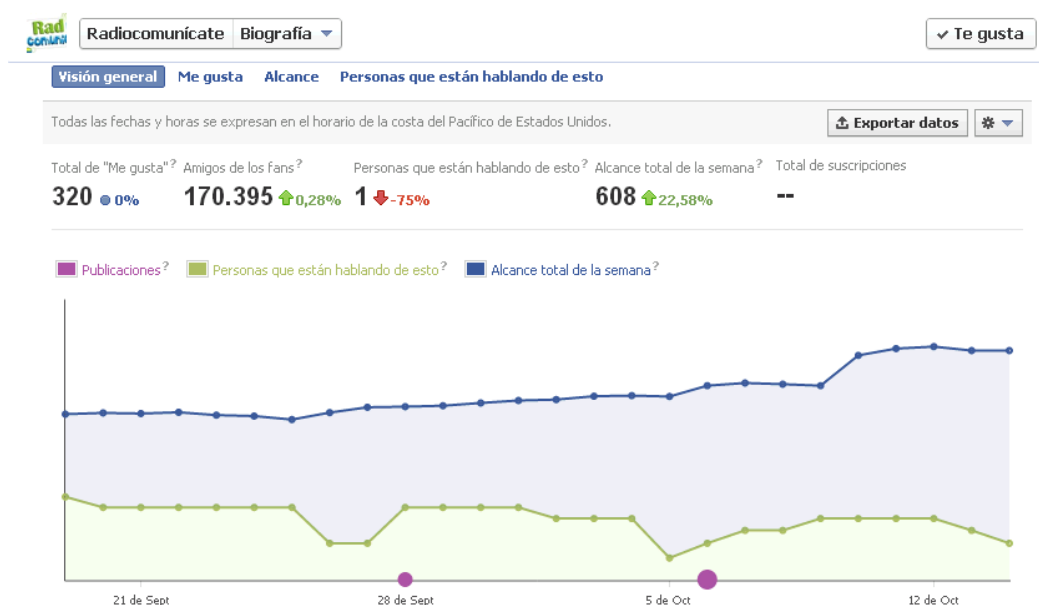 Rad
comuni
Radiocomunícate Biografía
Te gusta
Visión general Me gusta Alcance Personas que están hablando de esto
Todas las fechas y horas se expresan en el horario de la costa del Pacífico de Estados Unidos. Exportar datos
Total de "Me gusta"? Amigos de los fans? Personas que están hablando de esto? Alcance total de la semana? Total de suscripciones
320 0% 170.395 0,28% 1 -75% 608 22,58% --
Publicaciones? Personas que están hablando de esto? Alcance total de la semana?
21 de Sept 28 de Sept 5 de Oct 12 de Oct